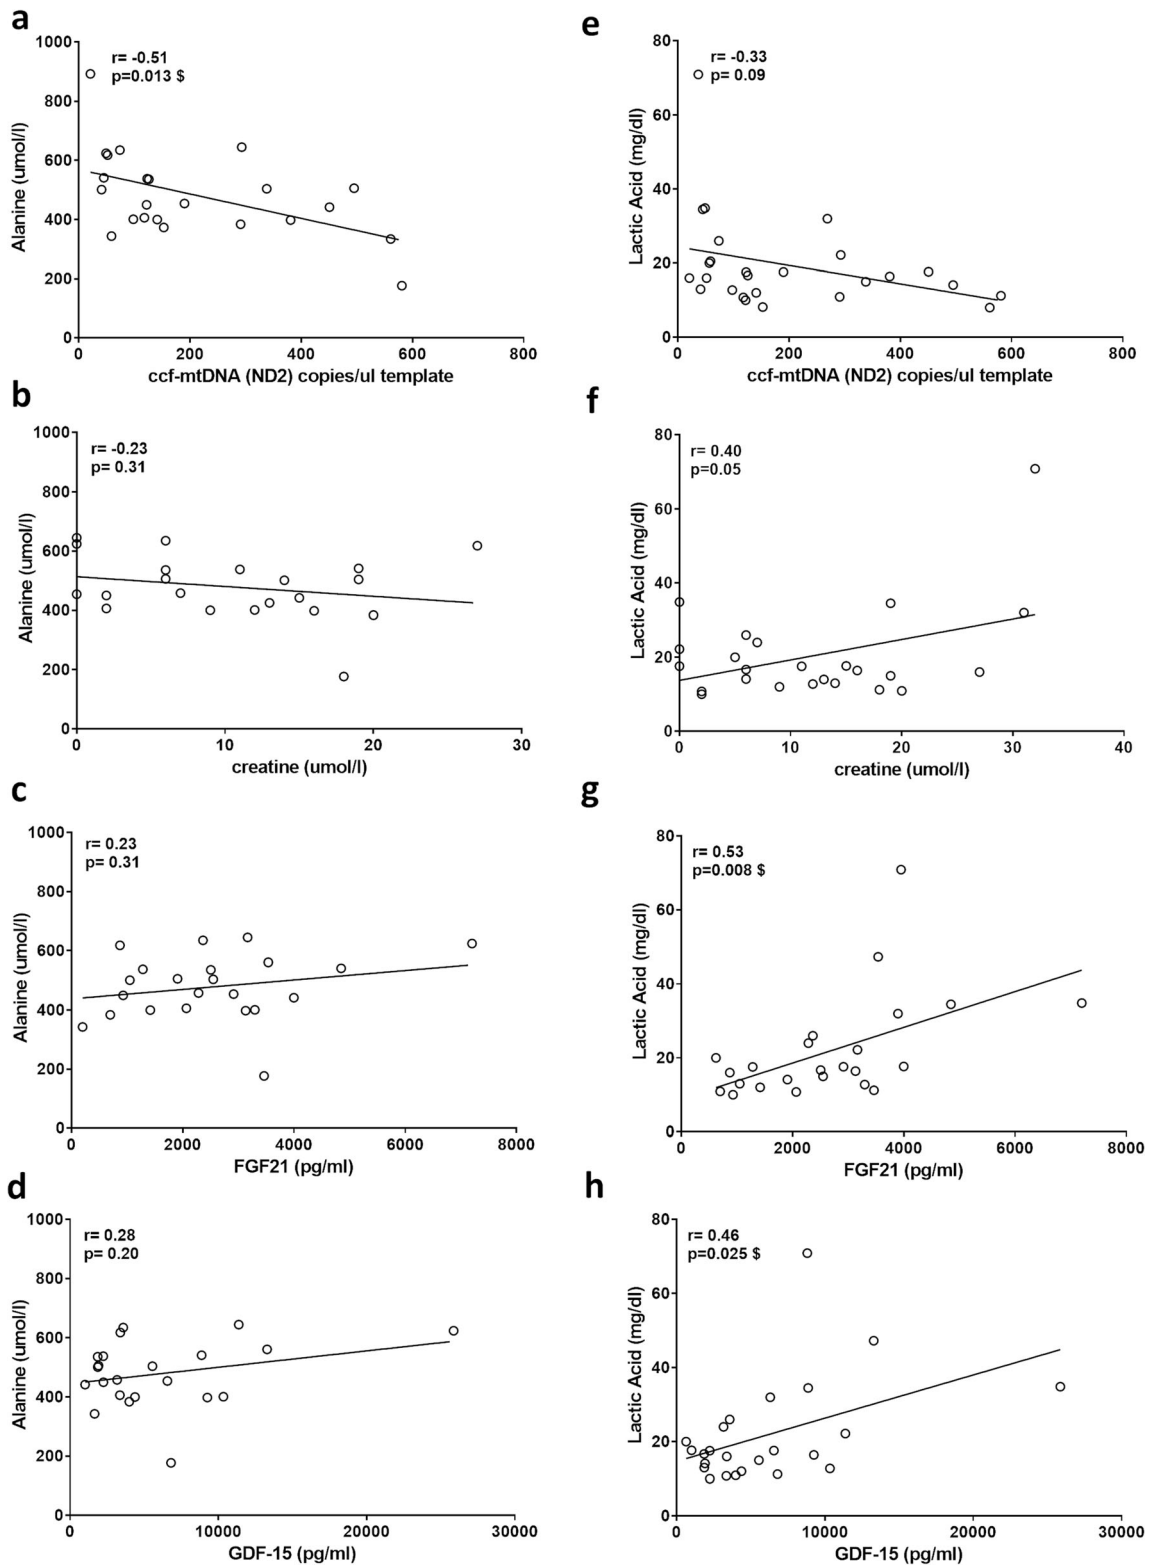 a
r= -0.51
p=0.013 $
Alanine (umol/l)
1000
800
600
400
200
0
0 200 400 600 800
ccf-mtDNA (ND2) copies/ul template
b
r= -0.23
p= 0.31
Alanine (umol/l)
1000
800
600
400
200
0
0 10 20 30
creatine (umol/l)
c
r= 0.23
p= 0.31
Alanine (umol/l)
1000
800
600
400
200
0
0 2000 4000 6000 8000
FGF21 (pg/ml)
d
r= 0.28
p= 0.20
Alanine (umol/l)
1000
800
600
400
200
0
0 10000 20000 30000
GDF-15 (pg/ml)
e
r= -0.33
p= 0.09
Lactic Acid (mg/dl)
80
60
40
20
0
0 200 400 600 800
ccf-mtDNA (ND2) copies/ul template
f
r= 0.40
p=0.05
Lactic Acid (mg/dl)
80
60
40
20
0
0 10 20 30 40
creatine (umol/l)
g
r= 0.53
p=0.008 $
Lactic Acid (mg/dl)
80
60
40
20
0
0 2000 4000 6000 8000
FGF21 (pg/ml)
h
r= 0.46
p=0.025 $
Lactic Acid (mg/dl)
80
60
40
20
0
0 10000 20000 30000
GDF-15 (pg/ml)